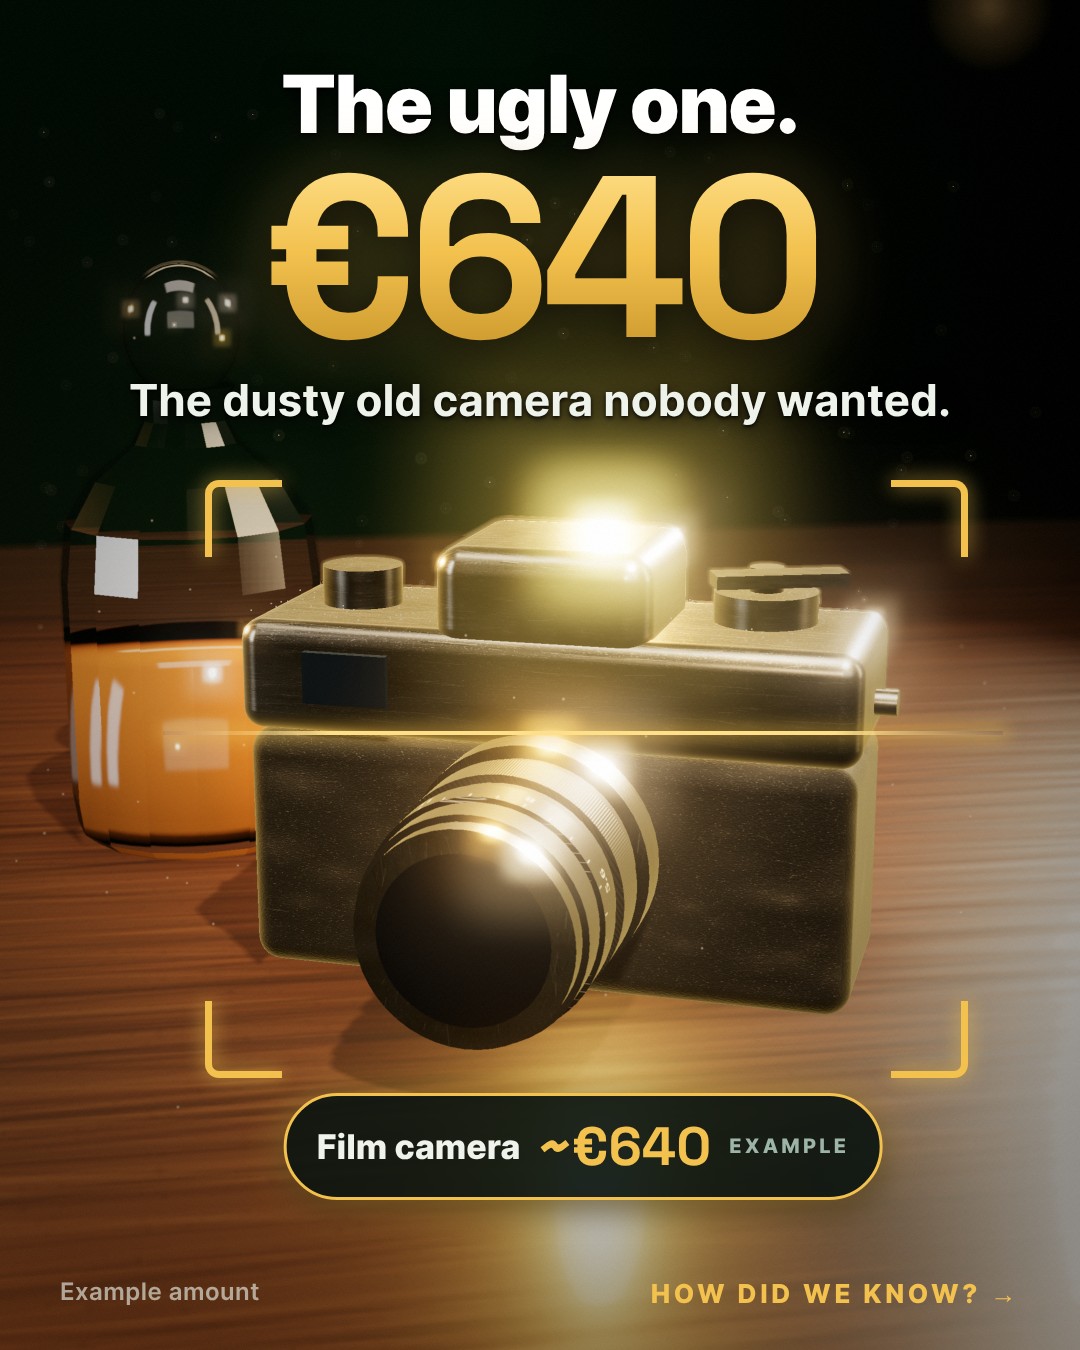 The ugly one.
€640
The dusty old camera nobody wanted.
Film camera ~€640 EXAMPLE
Example amount
HOW DID WE KNOW? →